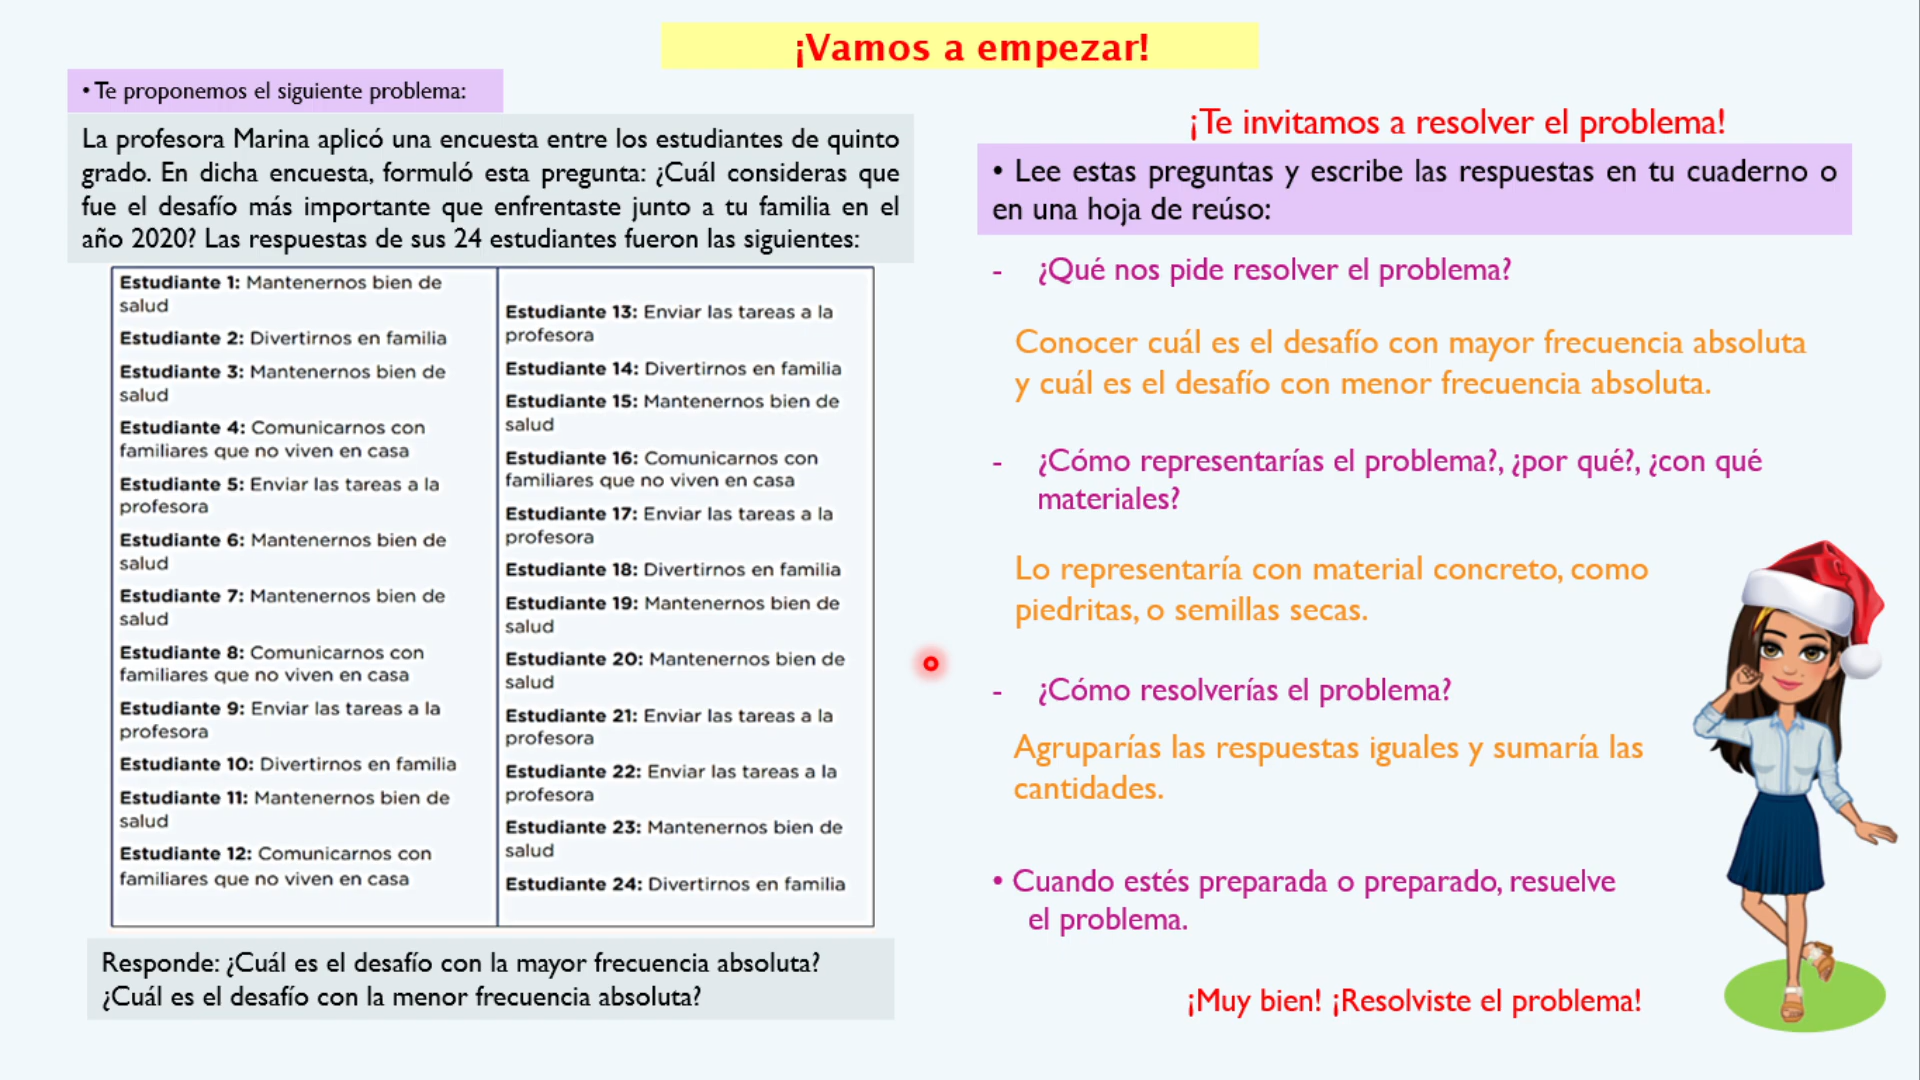 ¡Vamos a empezar!
• Te proponemos el siguiente problema:
La profesora Marina aplicó una encuesta entre los estudiantes de quinto
grado. En dicha encuesta, formuló esta pregunta: ¿Cuál consideras que
fue el desafío más importante que enfrentaste junto a tu familia en el
año 2020? Las respuestas de sus 24 estudiantes fueron las siguientes:
Estudiante 1: Mantenernos bien de
salud
Estudiante 2: Divertirnos en familia
Estudiante 3: Mantenernos bien de
salud
Estudiante 4: Comunicarnos con
familiares que no viven en casa
Estudiante 5: Enviar las tareas a la
profesora
Estudiante 6: Mantenernos bien de
salud
Estudiante 7: Mantenernos bien de
salud
Estudiante 8: Comunicarnos con
familiares que no viven en casa
Estudiante 9: Enviar las tareas a la
profesora
Estudiante 10: Divertirnos en familia
Estudiante 11: Mantenernos bien de
salud
Estudiante 12: Comunicarnos con
familiares que no viven en casa
Estudiante 13: Enviar las tareas a la
profesora
Estudiante 14: Divertirnos en familia
Estudiante 15: Mantenernos bien de
salud
Estudiante 16: Comunicarnos con
familiares que no viven en casa
Estudiante 17: Enviar las tareas a la
profesora
Estudiante 18: Divertirnos en familia
Estudiante 19: Mantenernos bien de
salud
Estudiante 20: Mantenernos bien de
salud
Estudiante 21: Enviar las tareas a la
profesora
Estudiante 22: Enviar las tareas a la
profesora
Estudiante 23: Mantenernos bien de
salud
Estudiante 24: Divertirnos en familia
Responde: ¿Cuál es el desafío con la mayor frecuencia absoluta?
¿Cuál es el desafío con la menor frecuencia absoluta?
¡Te invitamos a resolver el problema!
• Lee estas preguntas y escribe las respuestas en tu cuaderno o
en una hoja de reúso:
- ¿Qué nos pide resolver el problema?
Conocer cuál es el desafío con mayor frecuencia absoluta
y cuál es el desafío con menor frecuencia absoluta.
- ¿Cómo representarías el problema?, ¿por qué?, ¿con qué
materiales?
Lo representaría con material concreto, como
piedritas, o semillas secas.
- ¿Cómo resolverías el problema?
Agruparías las respuestas iguales y sumaría las
cantidades.
• Cuando estés preparada o preparado, resuelve
el problema.
¡Muy bien! ¡Resolviste el problema!